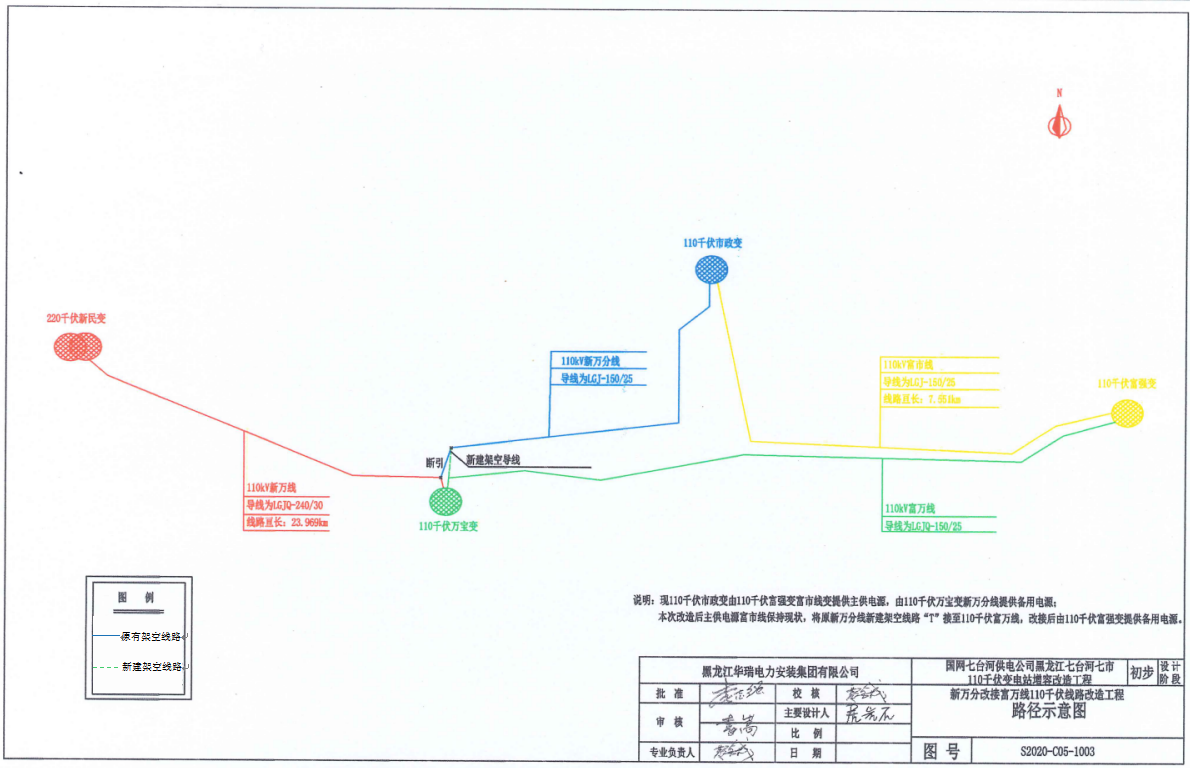 N
110千伏市政变
220千伏新民变
110kV新万分线
导线为LGJ-150/25
110kV富市线
导线为LGJ-150/25
线路亘长：7.951km
110千伏富强变
断引
新建架空导线
110kV新万线
导线为LGJQ-240/30
线路亘长：23.969km
110千伏万宝变
110kV富万线
导线为LGJQ-150/25
图 例
原有架空线路
新建架空线路
说明：现110千伏市政变由110千伏富强变富市线变提供主供电源，由110千伏万宝变新万分线提供备用电源；
本次改造后主供电源富市线保持现状，将原新万分线新建架空线路“T”接至110千伏富万线，改接后由110千伏富强变提供备用电源。
黑龙江华瑞电力安装集团有限公司
国网七台河供电公司黑龙江七台河七市
110千伏变电站增容改造工程
初步
设计
阶段
批 准
校 核
新万分改接富万线110千伏线路改造工程
路径示意图
审 核
主要设计人
比 例
专业负责人
日 期
图 号
S2020-C05-1003